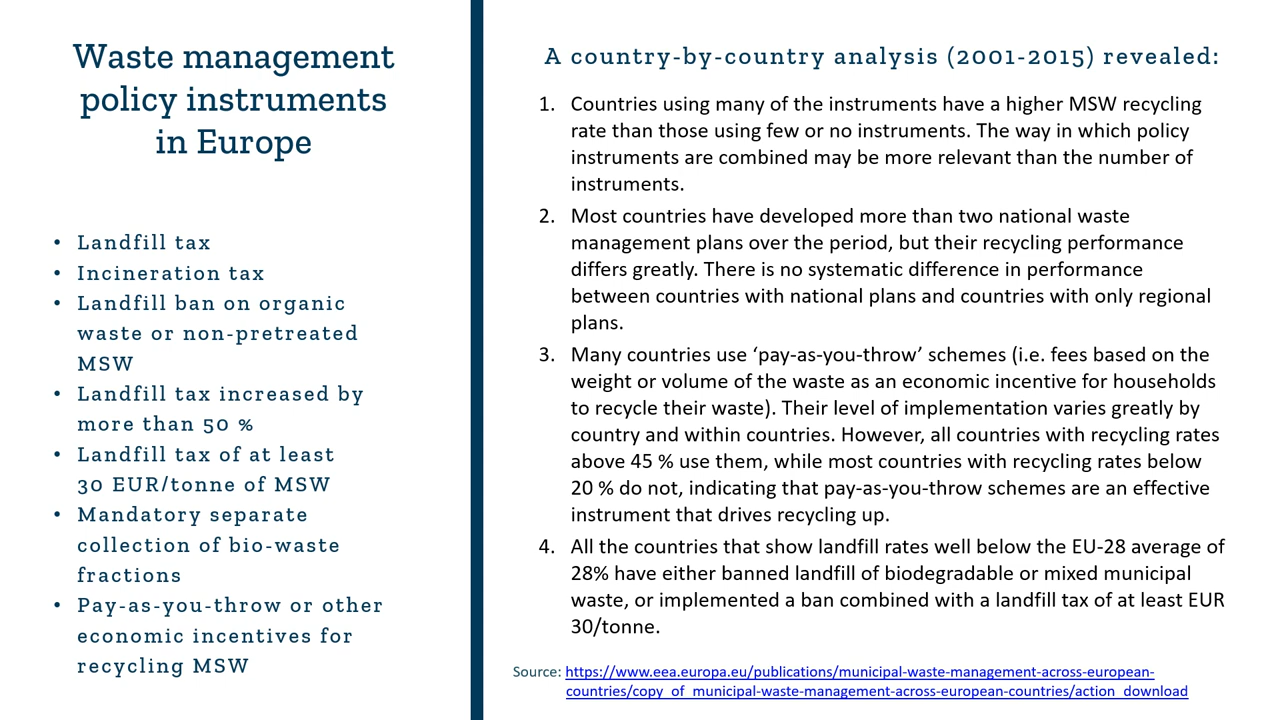 Waste management
policy instruments
in Europe
• Landfill tax
• Incineration tax
• Landfill ban on organic
waste or non-pretreated
MSW
• Landfill tax increased by
more than 50 %
• Landfill tax of at least
30 EUR/tonne of MSW
• Mandatory separate
collection of bio-waste
fractions
• Pay-as-you-throw or other
economic incentives for
recycling MSW
A country-by-country analysis (2001-2015) revealed:
1. Countries using many of the instruments have a higher MSW recycling
rate than those using few or no instruments. The way in which policy
instruments are combined may be more relevant than the number of
instruments.
2. Most countries have developed more than two national waste
management plans over the period, but their recycling performance
differs greatly. There is no systematic difference in performance
between countries with national plans and countries with only regional
plans.
3. Many countries use ‘pay-as-you-throw’ schemes (i.e. fees based on the
weight or volume of the waste as an economic incentive for households
to recycle their waste). Their level of implementation varies greatly by
country and within countries. However, all countries with recycling rates
above 45 % use them, while most countries with recycling rates below
20 % do not, indicating that pay-as-you-throw schemes are an effective
instrument that drives recycling up.
4. All the countries that show landfill rates well below the EU-28 average of
28% have either banned landfill of biodegradable or mixed municipal
waste, or implemented a ban combined with a landfill tax of at least EUR
30/tonne.
Source: https://www.eea.europa.eu/publications/municipal-waste-management-across-european-
countries/copy_of_municipal-waste-management-across-european-countries/action_download